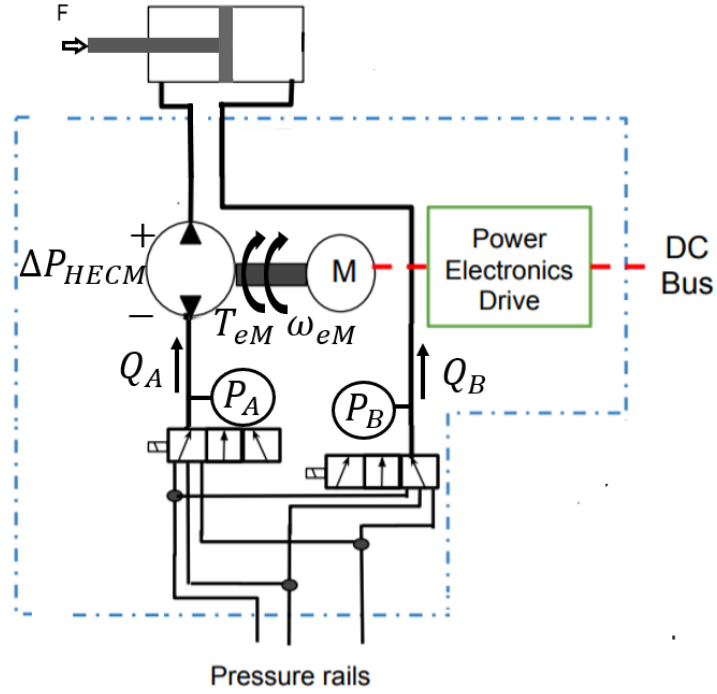 F
+
ΔP_HECM
−
T_eM ω_eM
M
Power
Electronics
Drive
DC
Bus
Q_A
P_A
P_B
Q_B
Pressure rails